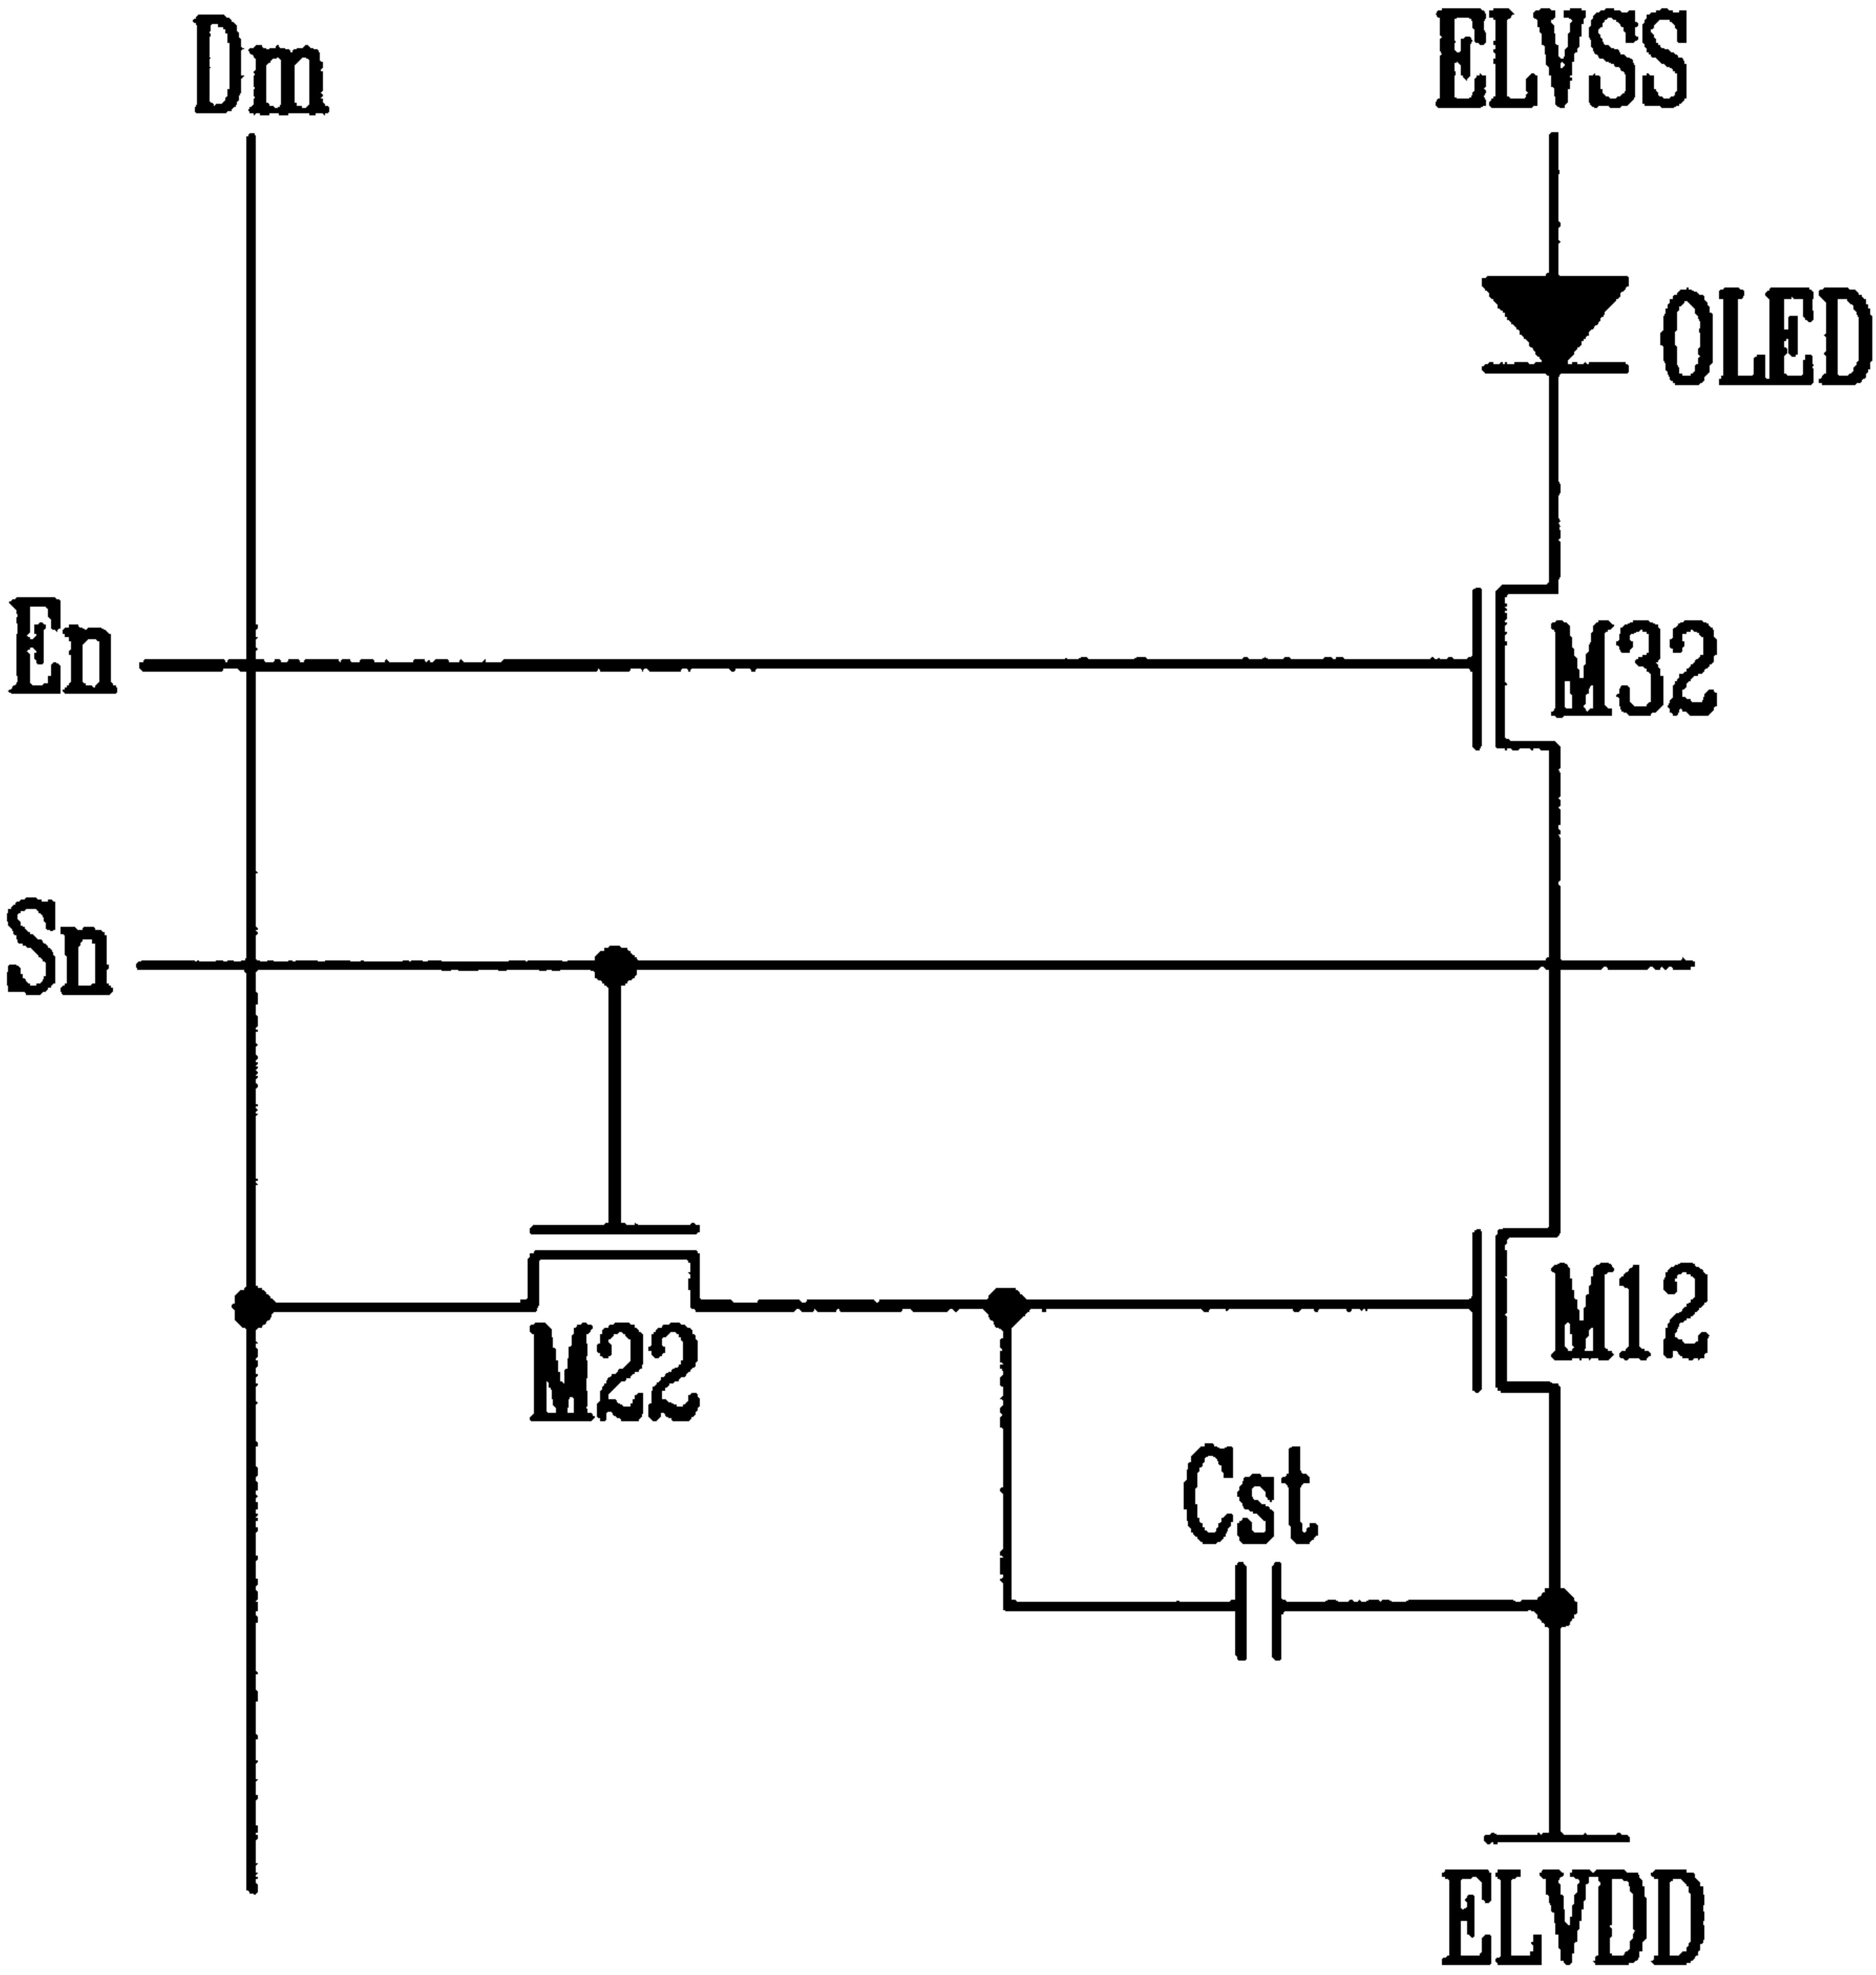 Dm
ELVSS
OLED
En
M32
Sn
M12
M22
Cst
ELVDD